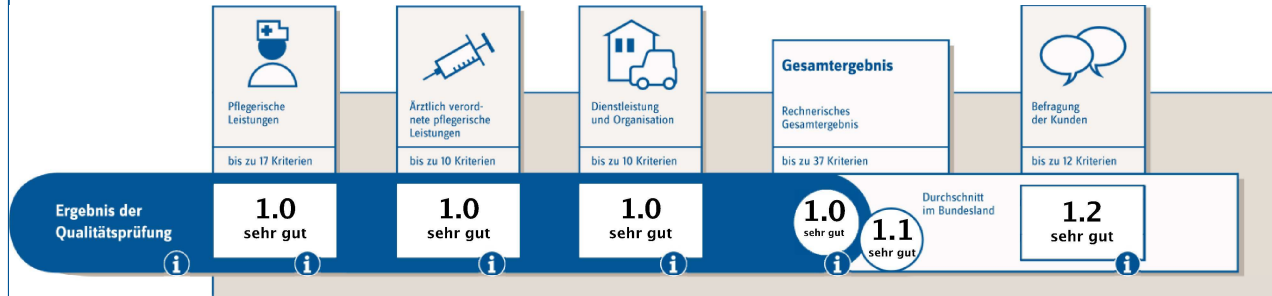 Pflegerische
Leistungen
bis zu 17 Kriterien
Ärztlich verord-
nete pflegerische
Leistungen
bis zu 10 Kriterien
Dienstleistung
und Organisation
bis zu 10 Kriterien
Gesamtergebnis
Rechnerisches
Gesamtergebnis
bis zu 37 Kriterien
Befragung
der Kunden
bis zu 12 Kriterien
Ergebnis der
Qualitätsprüfung
i
1.0
sehr gut
i
1.0
sehr gut
i
1.0
sehr gut
i
1.0
sehr gut
i
1.1
sehr gut
Durchschnitt
im Bundesland
1.2
sehr gut
i